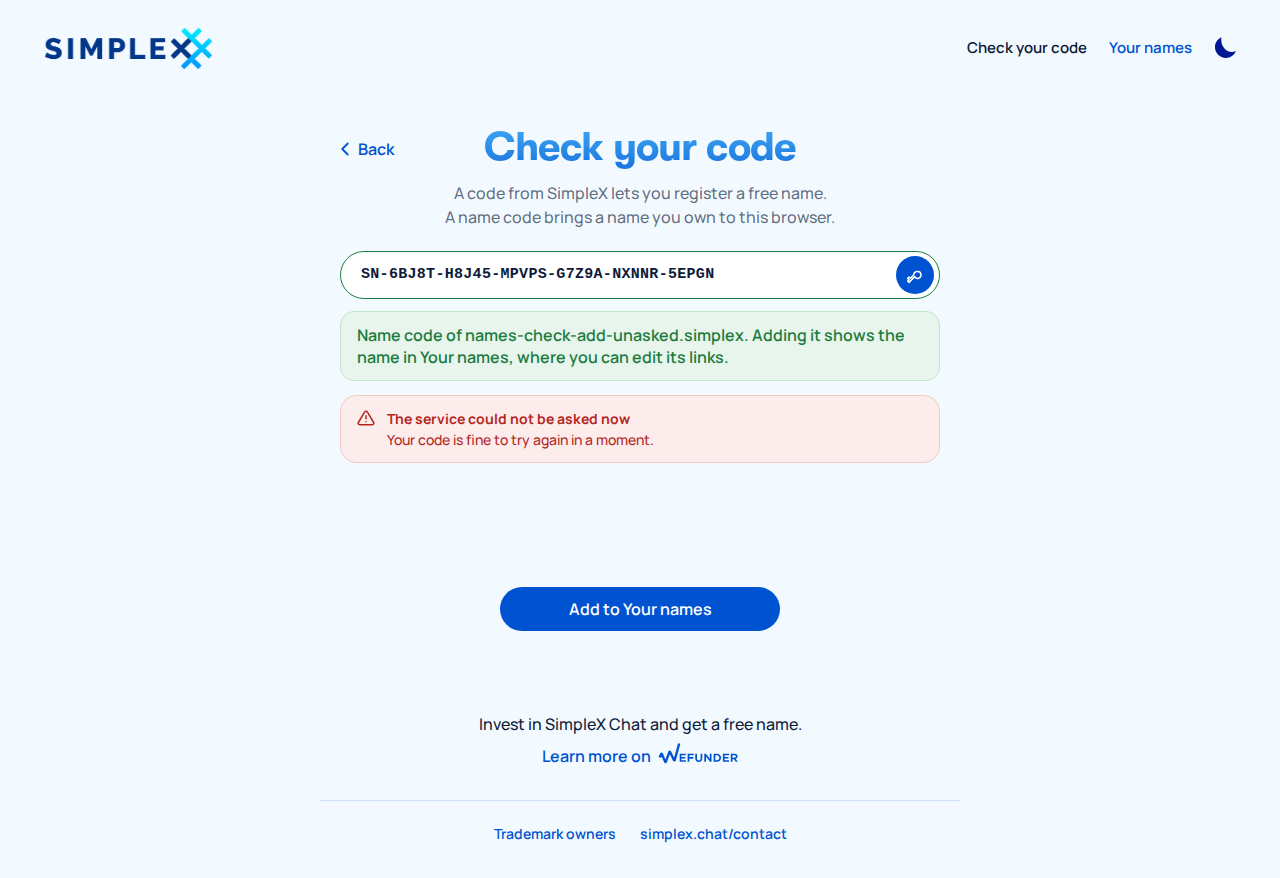 SIMPLEX
Check your code
Your names
Back
Check your code
A code from SimpleX lets you register a free name.
A name code brings a name you own to this browser.
SN-6BJ8T-H8J45-MPVPS-G7Z9A-NXNNR-5EPGN
Name code of names-check-add-unasked.simplex. Adding it shows the
name in Your names, where you can edit its links.
The service could not be asked now
Your code is fine to try again in a moment.
Add to Your names
Invest in SimpleX Chat and get a free name.
Learn more on WEFUNDER
Trademark owners
simplex.chat/contact